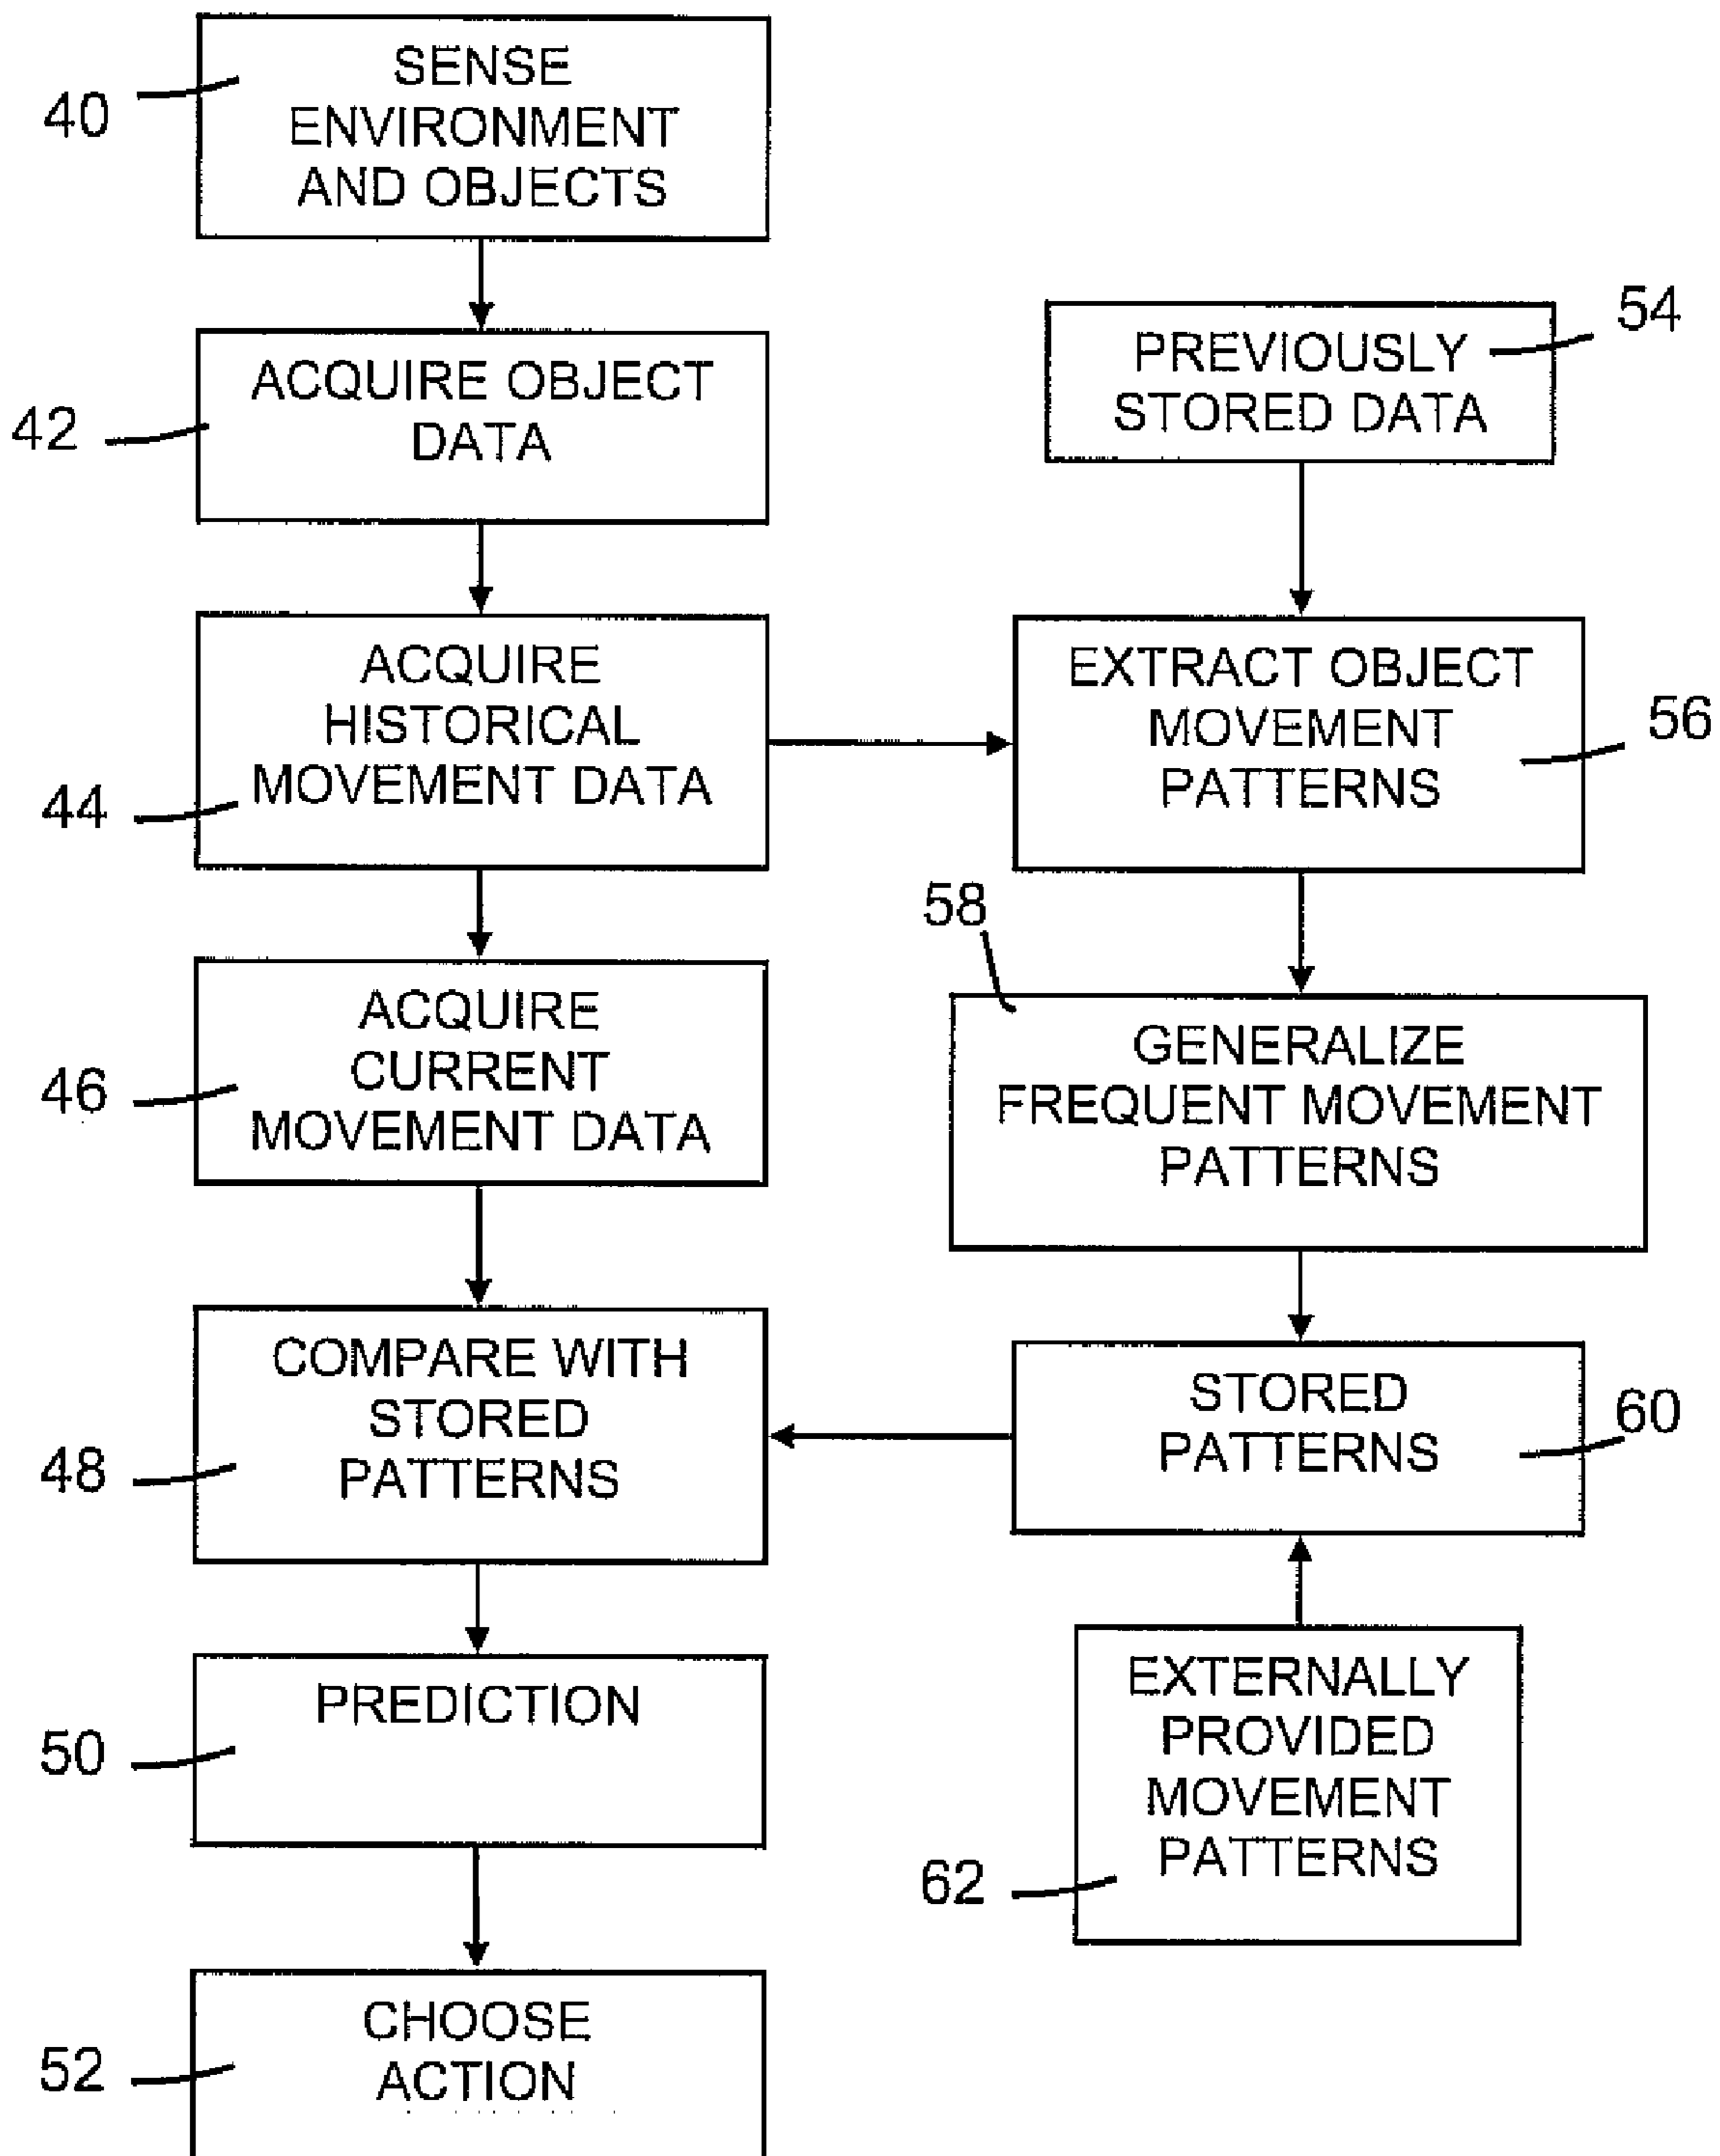 40
SENSE
ENVIRONMENT
AND OBJECTS
42
ACQUIRE OBJECT
DATA
44
ACQUIRE
HISTORICAL
MOVEMENT DATA
46
ACQUIRE
CURRENT
MOVEMENT DATA
48
COMPARE WITH
STORED
PATTERNS
50
PREDICTION
52
CHOOSE
ACTION
54
PREVIOUSLY
STORED DATA
56
EXTRACT OBJECT
MOVEMENT
PATTERNS
58
GENERALIZE
FREQUENT MOVEMENT
PATTERNS
60
STORED
PATTERNS
62
EXTERNALLY
PROVIDED
MOVEMENT
PATTERNS